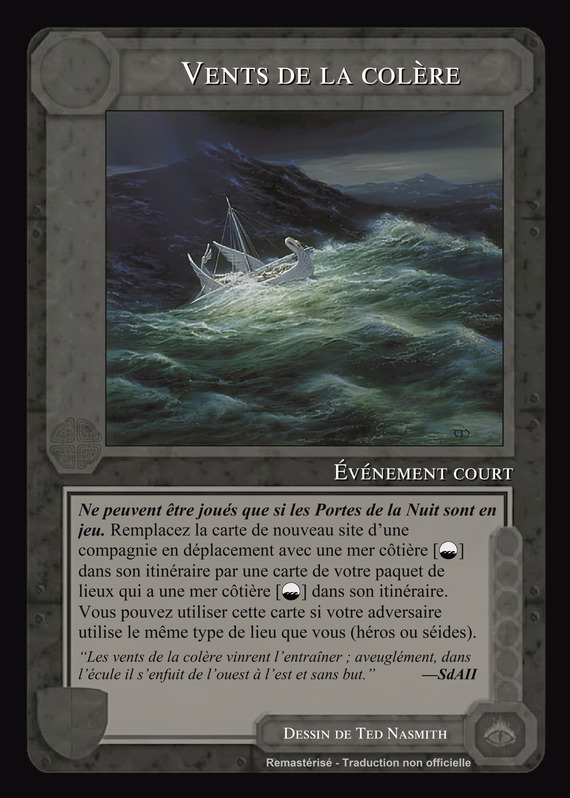 Vents de la colère
Événement court
Ne peuvent être joués que si les Portes de la Nuit sont en
jeu. Remplacez la carte de nouveau site d’une
compagnie en déplacement avec une mer côtière [ ]
dans son itinéraire par une carte de votre paquet de
lieux qui a une mer côtière [ ] dans son itinéraire.
Vous pouvez utiliser cette carte si votre adversaire
utilise le même type de lieu que vous (héros ou séides).
“Les vents de la colère vinrent l’entraîner ; aveuglément, dans
l’écule il s’enfuit de l’ouest à l’est et sans but.” —SdAII
Dessin de Ted Nasmith
Remastérisé - Traduction non officielle